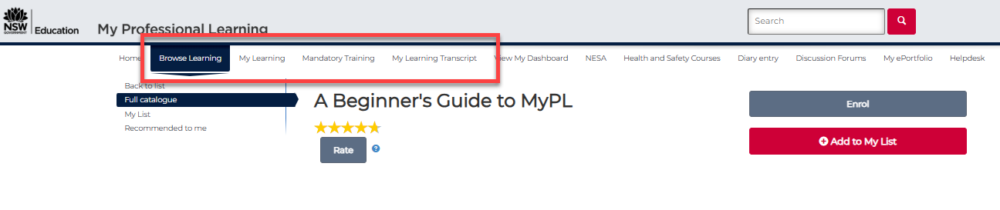 NSW
GOVERNMENT
Education
My Professional Learning
Search
Home Browse Learning My Learning Mandatory Training My Learning Transcript View My Dashboard NESA Health and Safety Courses Diary entry Discussion Forums My ePortfolio Helpdesk
Back to list
Full catalogue
My List
Recommended to me
A Beginner's Guide to MyPL
Rate
?
Enrol
Add to My List